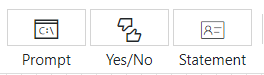 C:\
Prompt Yes/No Statement